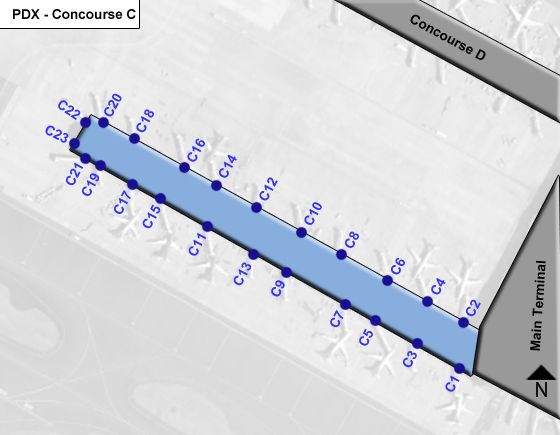 PDX - Concourse C
Concourse D
C22
C20
C18
C23
C16
C14
C21
C19
C17
C15
C12
C10
C11
C13
C8
C9
C6
C4
C2
C7
C5
C3
C1
Main Terminal
N